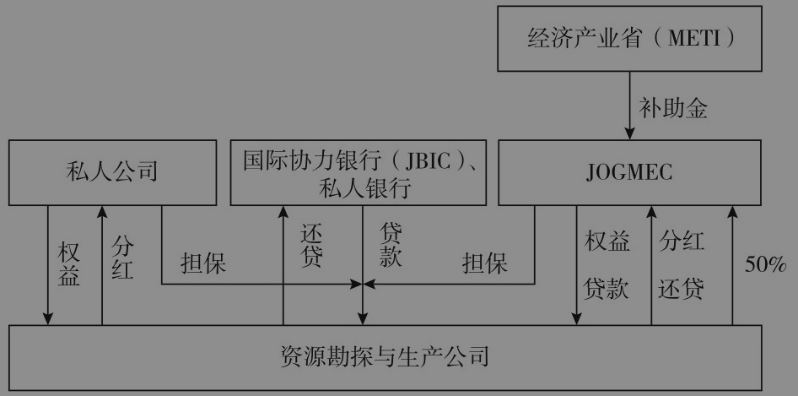 经济产业省（METI）
补助金
私人公司
国际协力银行（JBIC）、
私人银行
JOGMEC
权益
分红
担保
还贷
贷款
担保
权益
贷款
分红
还贷
50%
资源勘探与生产公司